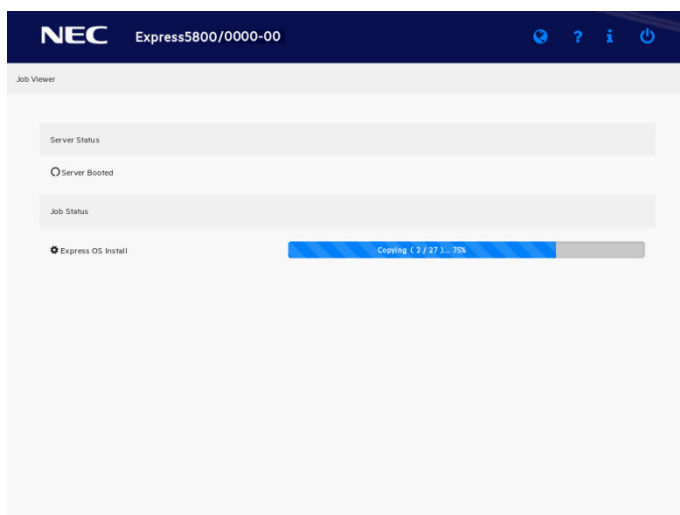 NEC Express5800/0000-00
Job Viewer
Server Status
Server Booted
Job Status
Express OS Install Copying ( 2 / 27 )... 75%